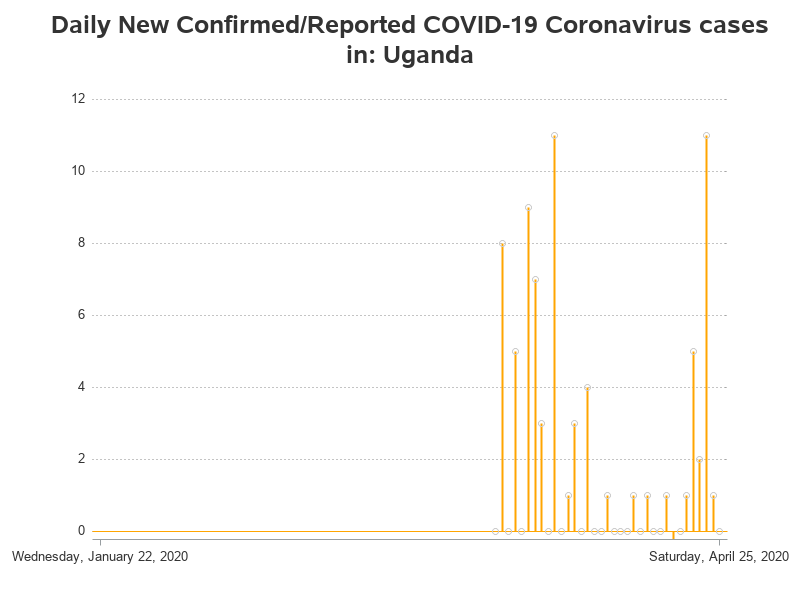 Daily New Confirmed/Reported COVID-19 Coronavirus cases
in: Uganda
12
10
8
6
4
2
0
Wednesday, January 22, 2020 Saturday, April 25, 2020